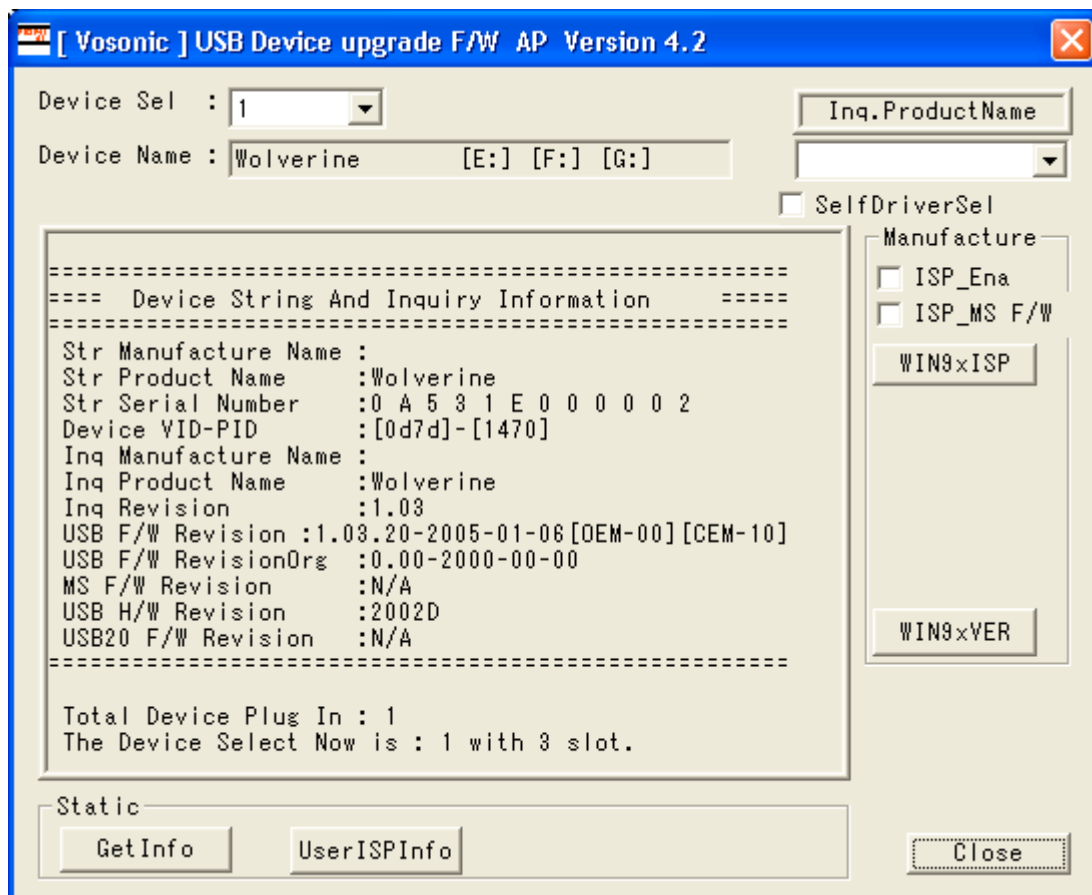 [ Vosonic ] USB Device upgrade F/W AP Version 4.2
Device Sel : 1
Inq.ProductName
Device Name : Wolverine [E:] [F:] [G:]
SelfDriverSel
Manufacture
ISP_Ena
ISP_MS F/W
WIN9xISP
WIN9xVER
=====================================================
==== Device String And Inquiry Information =====
=====================================================
Str Manufacture Name :
Str Product Name :Wolverine
Str Serial Number :0 A 5 3 1 E 0 0 0 0 0 2
Device VID-PID :[0d7d]-[1470]
Inq Manufacture Name :
Inq Product Name :Wolverine
Inq Revision :1.03
USB F/W Revision :1.03.20-2005-01-06[OEM-00][CEM-10]
USB F/W RevisionOrg :0.00-2000-00-00
MS F/W Revision :N/A
USB H/W Revision :2002D
USB20 F/W Revision :N/A
=====================================================
Total Device Plug In : 1
The Device Select Now is : 1 with 3 slot.
Static
GetInfo
UserISPInfo
Close